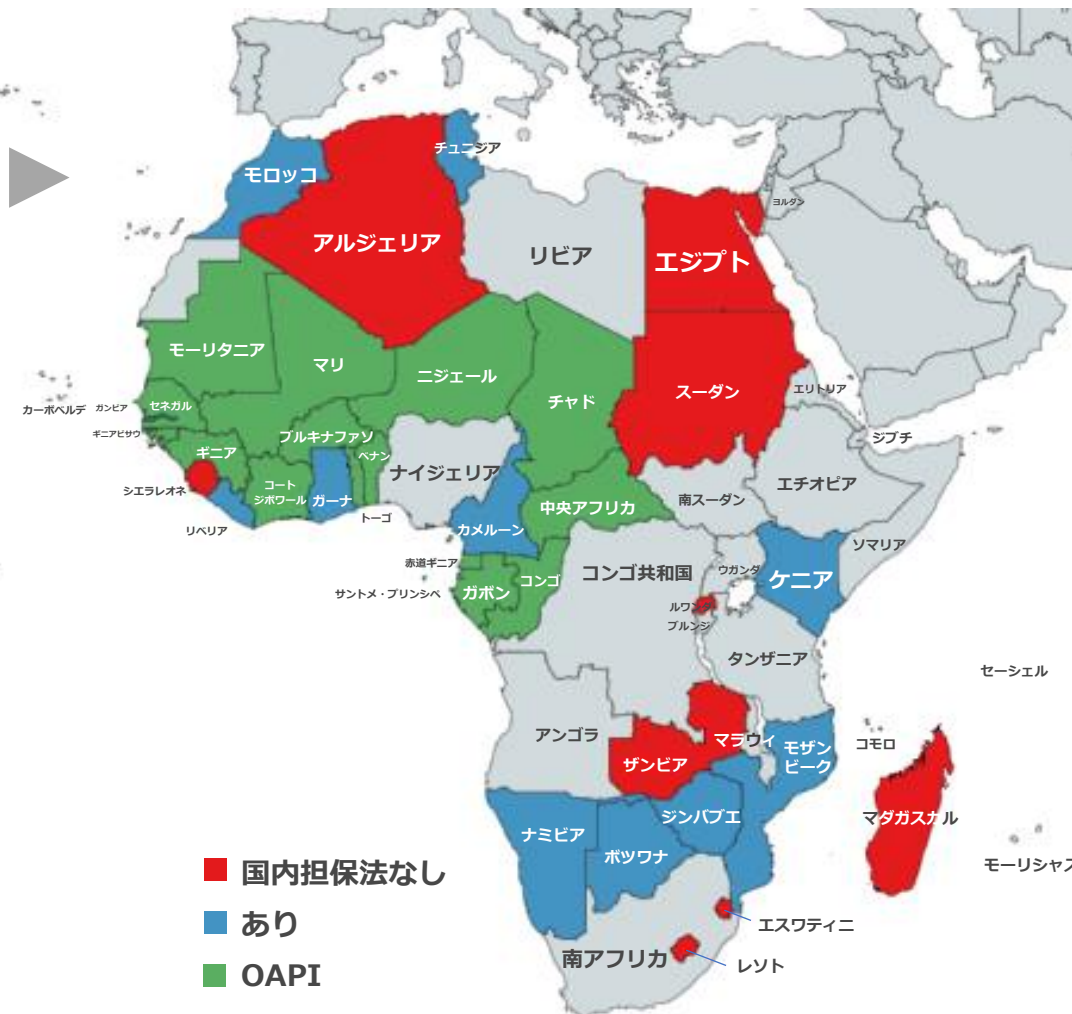 チュニジア
モロッコ
ヨルダン
アルジェリア
リビア
エジプト
モーリタニア
マリ
ニジェール
チャド
スーダン
エリトリア
カーボベルデ
ガンビア
セネガル
ギニアビサウ
ギニア
ブルキナファソ
ベナン
ナイジェリア
ジブチ
シエラレオネ
コート
ジボワール
ガーナ
トーゴ
リベリア
カメルーン
中央アフリカ
南スーダン
エチオピア
ソマリア
赤道ギニア
サントメ・プリンシペ
ガボン
コンゴ
コンゴ共和国
ウガンダ
ケニア
ルワンダ
ブルンジ
タンザニア
セーシェル
アンゴラ
ザンビア
マラウィ
モザン
ビーク
コモロ
マダガスカル
ナミビア
ボツワナ
ジンバブエ
モーリシャス
国内担保法なし
あり
OAPI
エスワティニ
南アフリカ
レソト